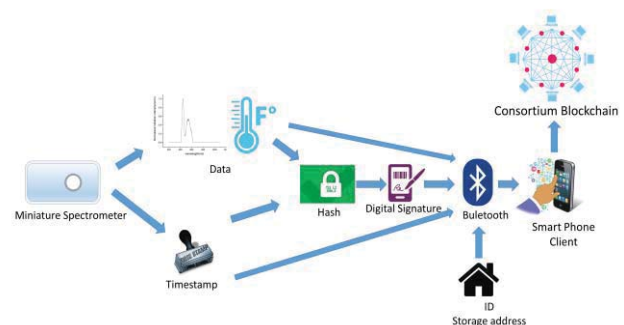 Consortium Blockchain
F°
Data
Miniature Spectrometer
Hash
Digital Signature
Buletooth
Smart Phone
Client
Timestamp
ID
Storage address